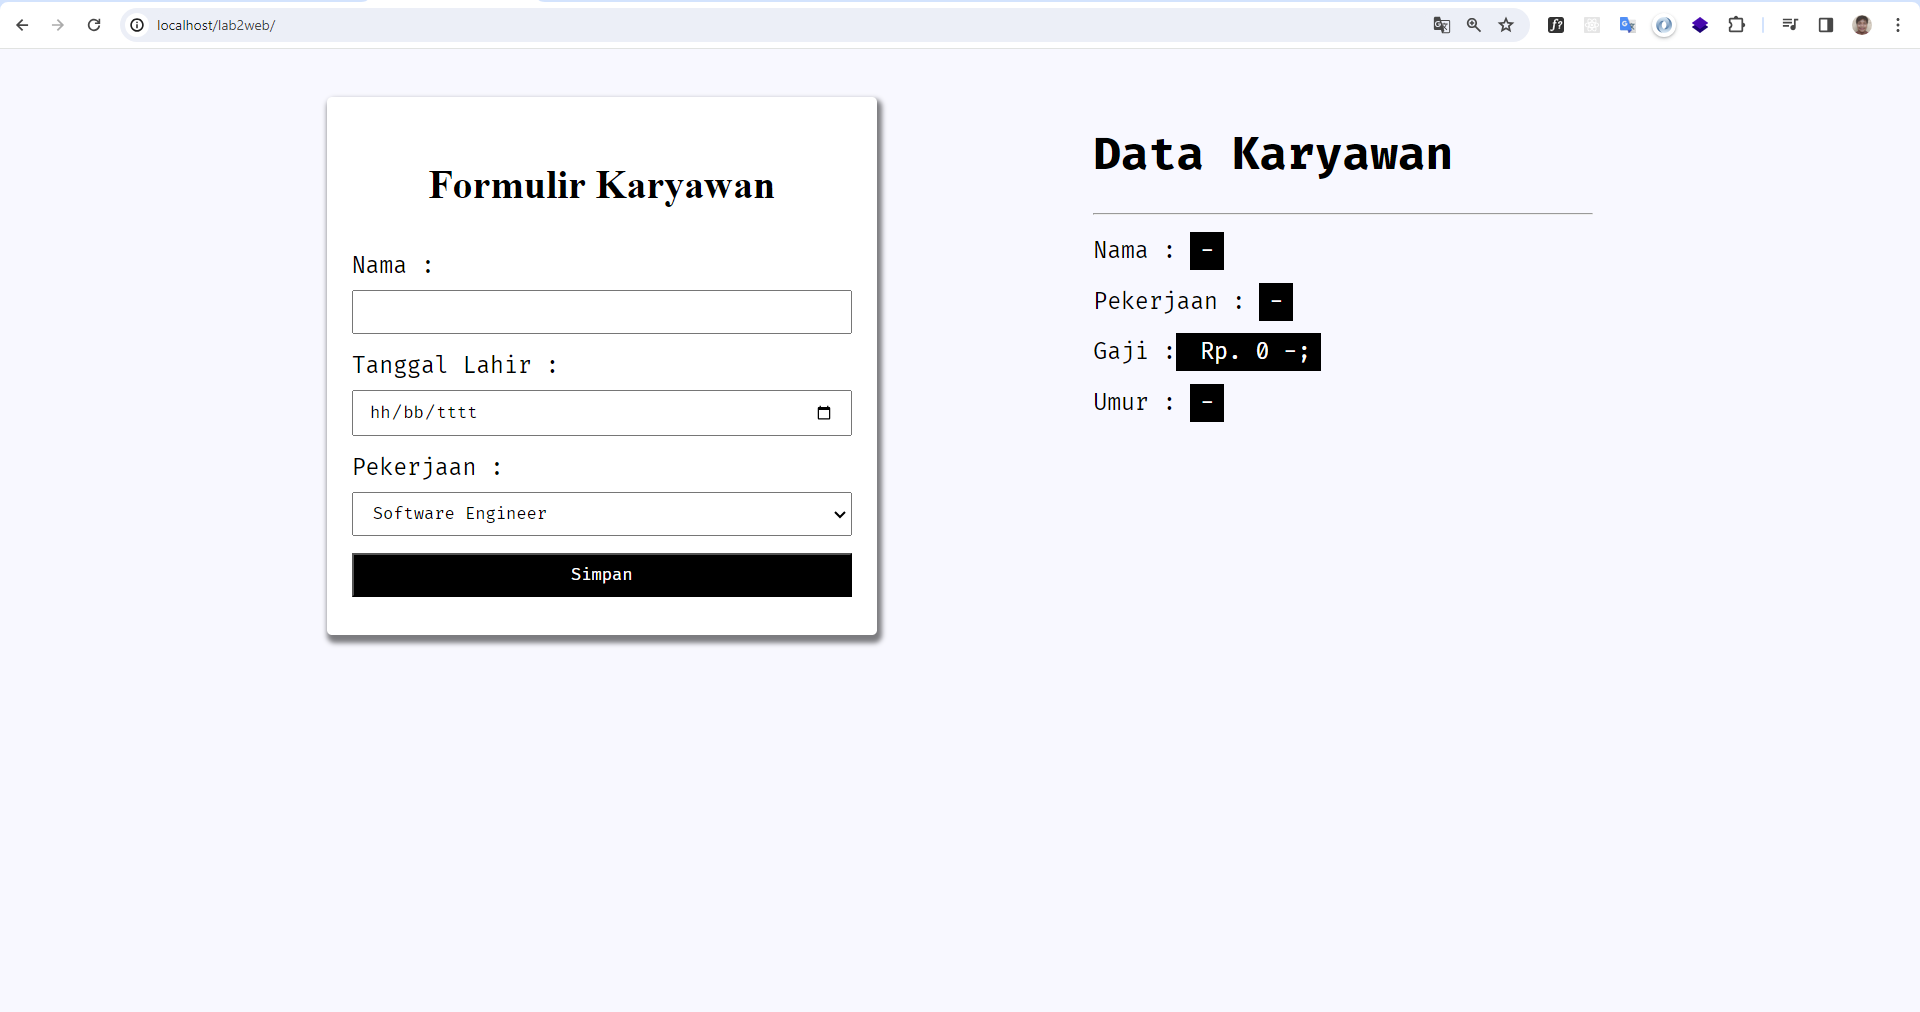 localhost/lab2web/
Formulir Karyawan
Nama :
Tanggal Lahir :
hh/bb/tttt
Pekerjaan :
Software Engineer
Simpan
Data Karyawan
Nama : -
Pekerjaan : -
Gaji : Rp. 0 -;
Umur : -